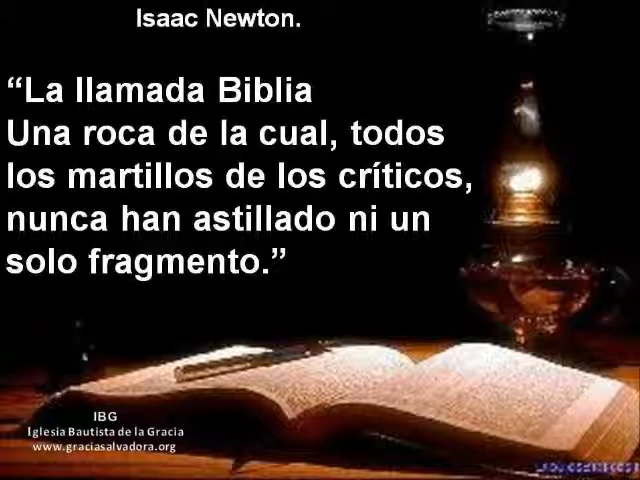 Isaac Newton.
“La llamada Biblia
Una roca de la cual, todos
los martillos de los críticos,
nunca han astillado ni un
solo fragmento.”
IBG
Iglesia Bautista de la Gracia
www.graciasalvadora.org